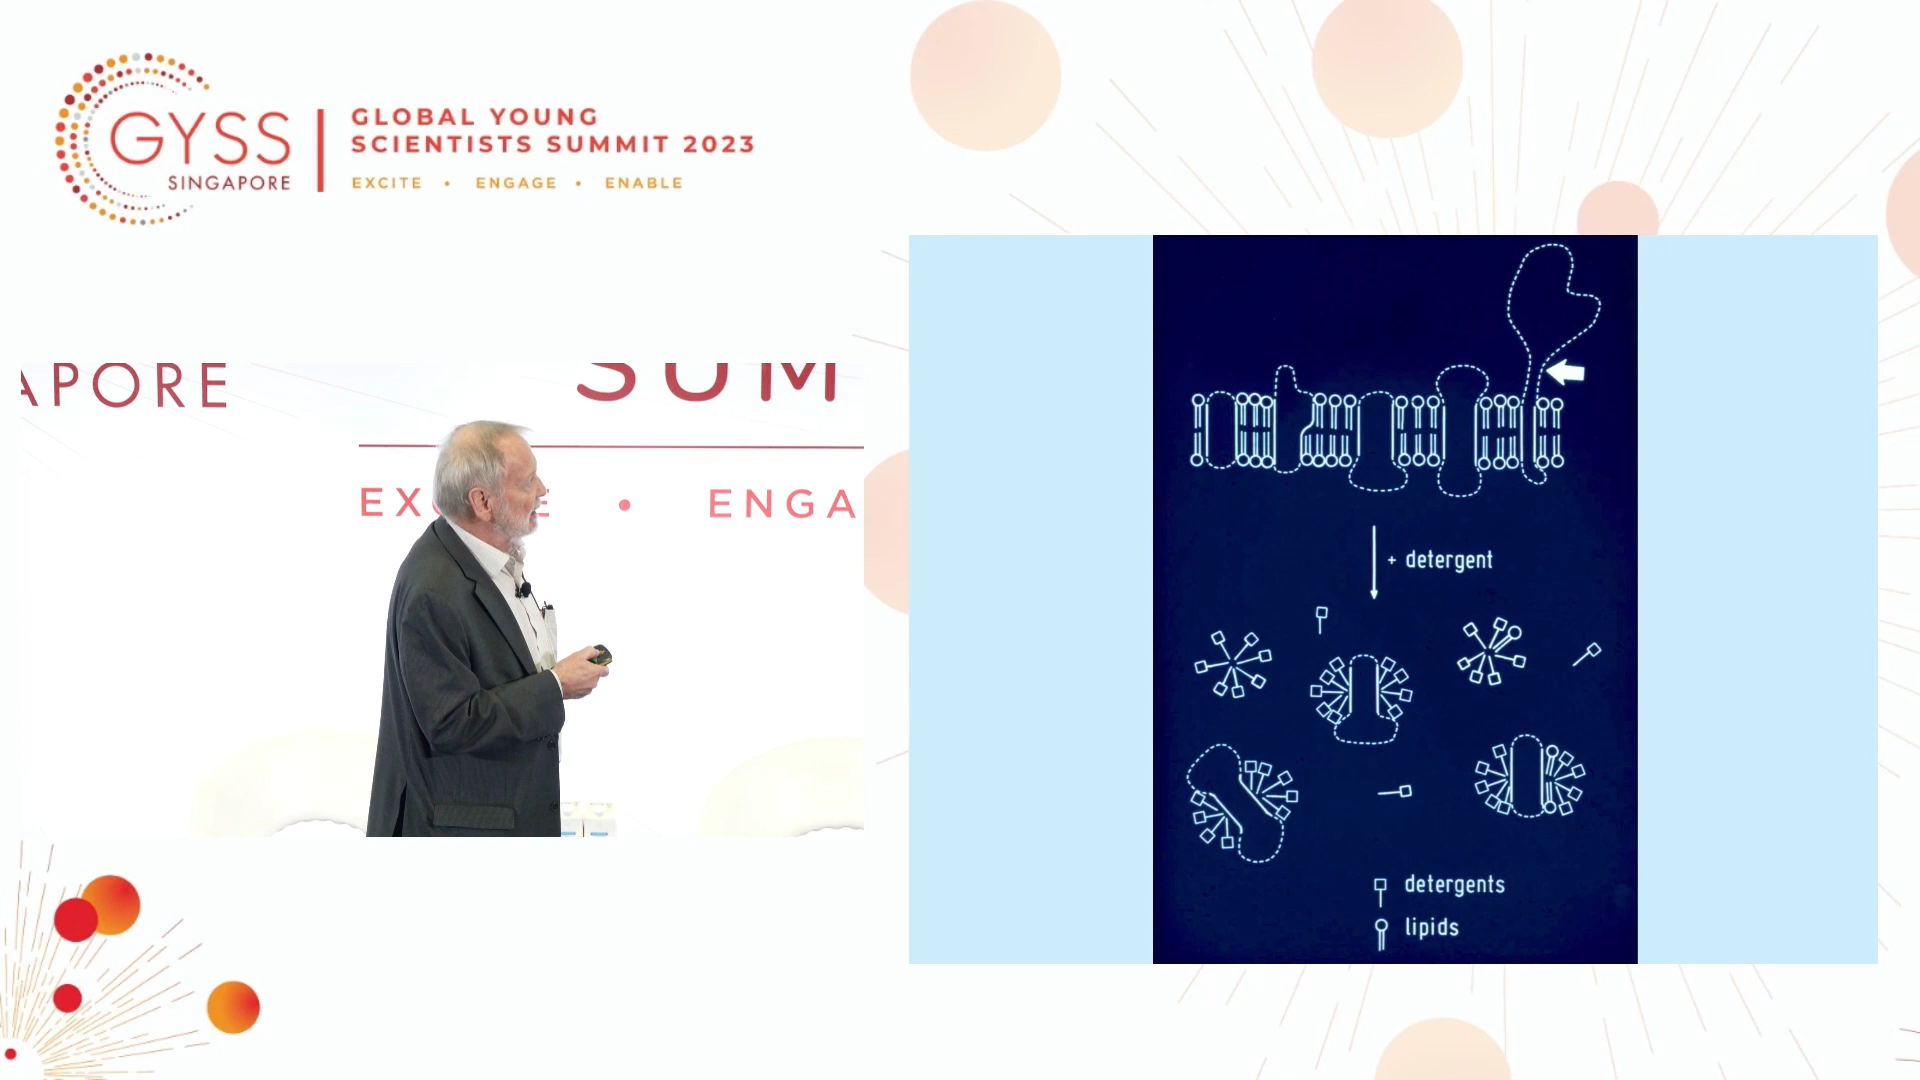 GYSS
SINGAPORE
GLOBAL YOUNG
SCIENTISTS SUMMIT 2023
EXCITE • ENGAGE • ENABLE
APORE
SUM
EX E • ENGA
+ detergent
detergents
lipids